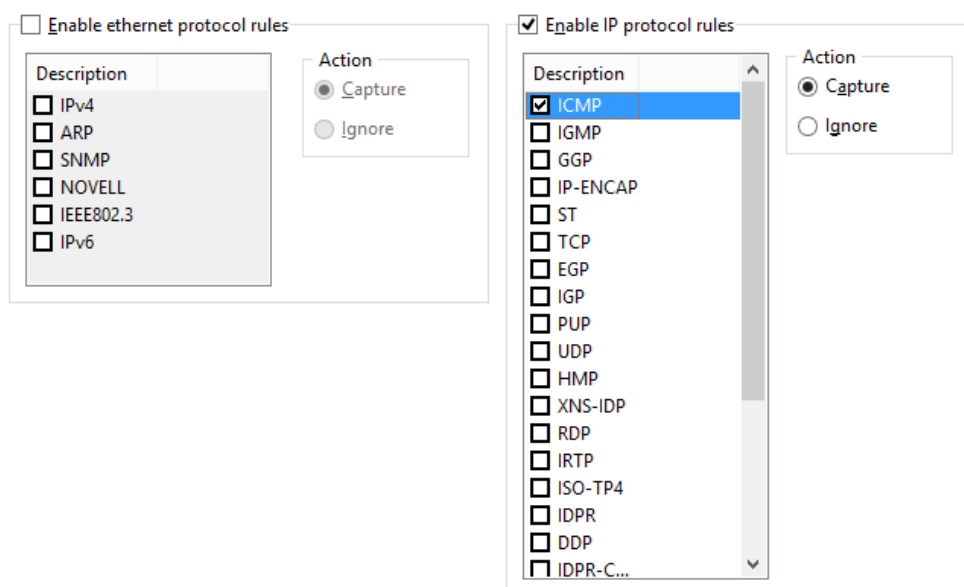 Enable ethernet protocol rules
Description
IPv4
ARP
SNMP
NOVELL
IEEE802.3
IPv6
Action
Capture
Ignore
Enable IP protocol rules
Description
ICMP
IGMP
GGP
IP-ENCAP
ST
TCP
EGP
IGP
PUP
UDP
HMP
XNS-IDP
RDP
IRTP
ISO-TP4
IDPR
DDP
IDPR-C...
Action
Capture
Ignore